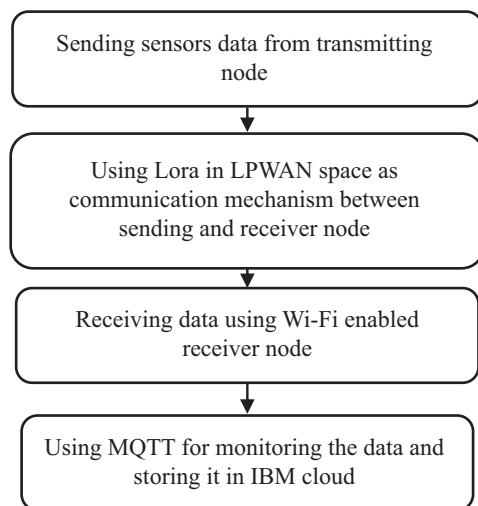 Sending sensors data from transmitting
node
Using Lora in LPWAN space as
communication mechanism between
sending and receiver node
Receiving data using Wi-Fi enabled
receiver node
Using MQTT for monitoring the data and
storing it in IBM cloud